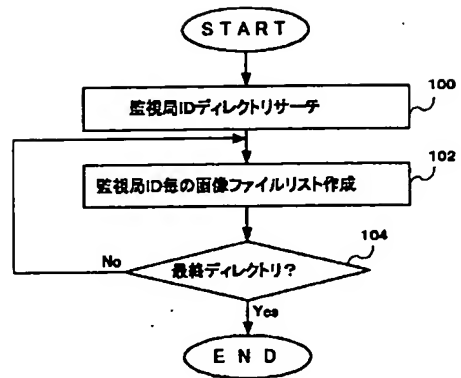 START
100
監視局IDディレクトリサーチ
102
監視局ID毎の画像ファイルリスト作成
104
最終ディレクトリ?
No
Yes
END